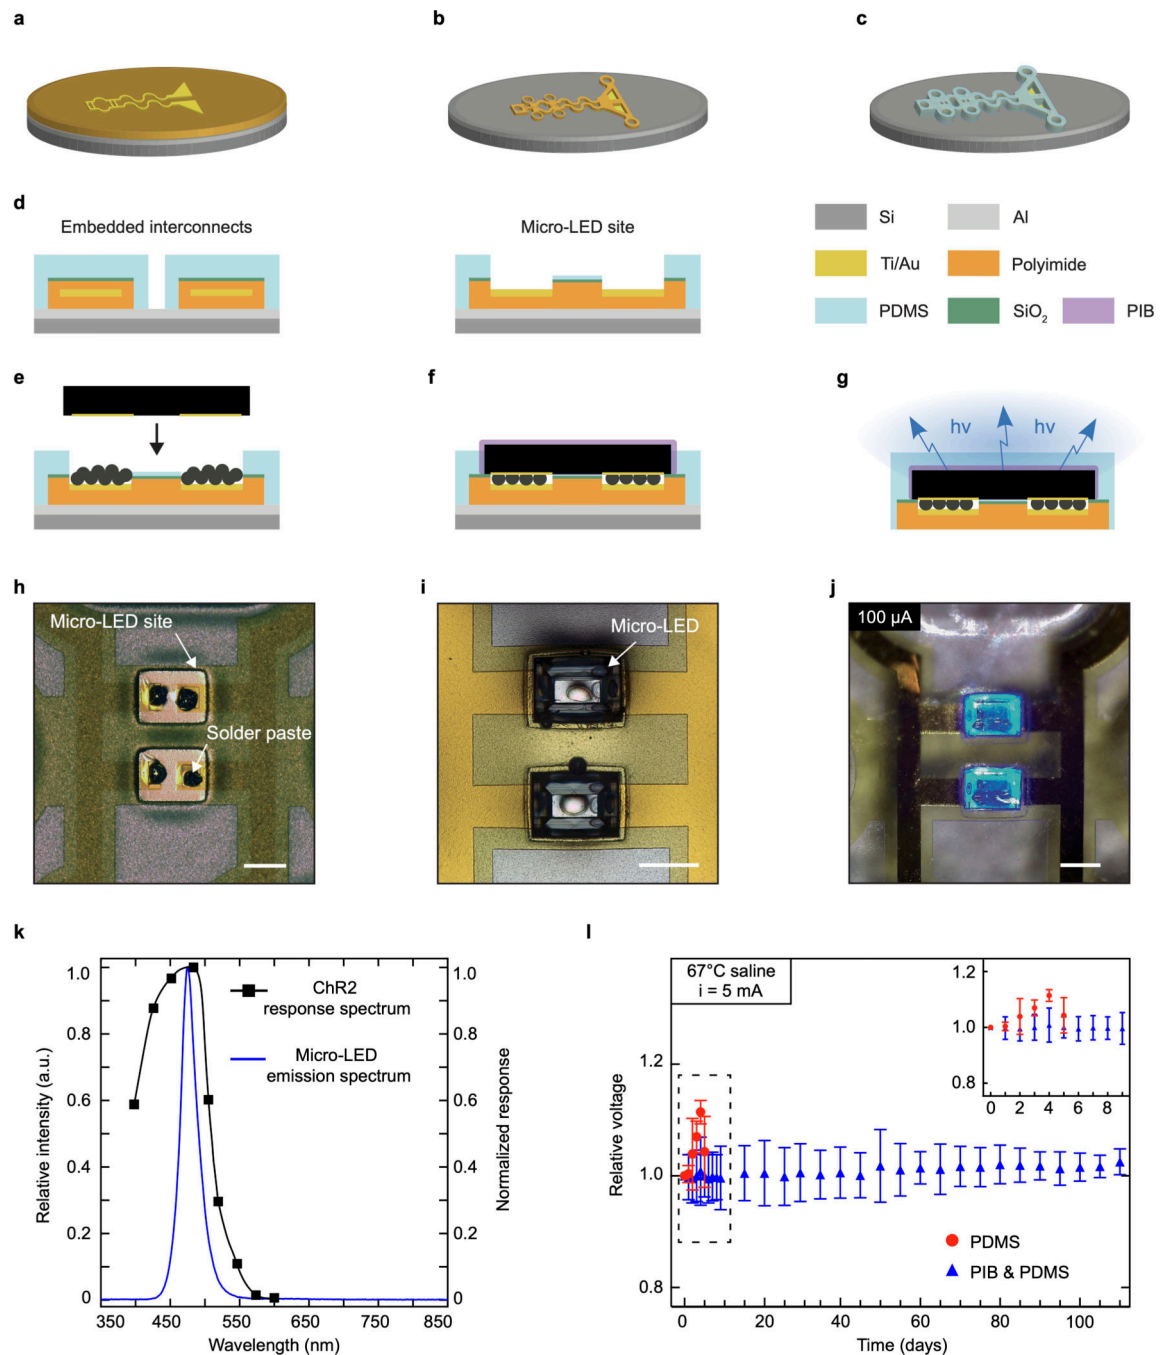 a
b
c
d
Embedded interconnects
Micro-LED site
Si
Al
Ti/Au
Polyimide
PDMS
SiO₂
PIB
e
f
g
hv
hv
h
Micro-LED site
Solder paste
i
Micro-LED
j
100 µA
k
1.0
0.8
0.6
0.4
0.2
0
Relative intensity (a.u.)
ChR2
response spectrum
Micro-LED
emission spectrum
1.0
0.8
0.6
0.4
0.2
0
Normalized response
350
450
550
650
750
850
Wavelength (nm)
l
67°C saline
i = 5 mA
1.2
1.0
0.8
Relative voltage
1.2
1.0
0.8
0 2 4 6 8
PDMS
PIB & PDMS
0 20 40 60 80 100
Time (days)